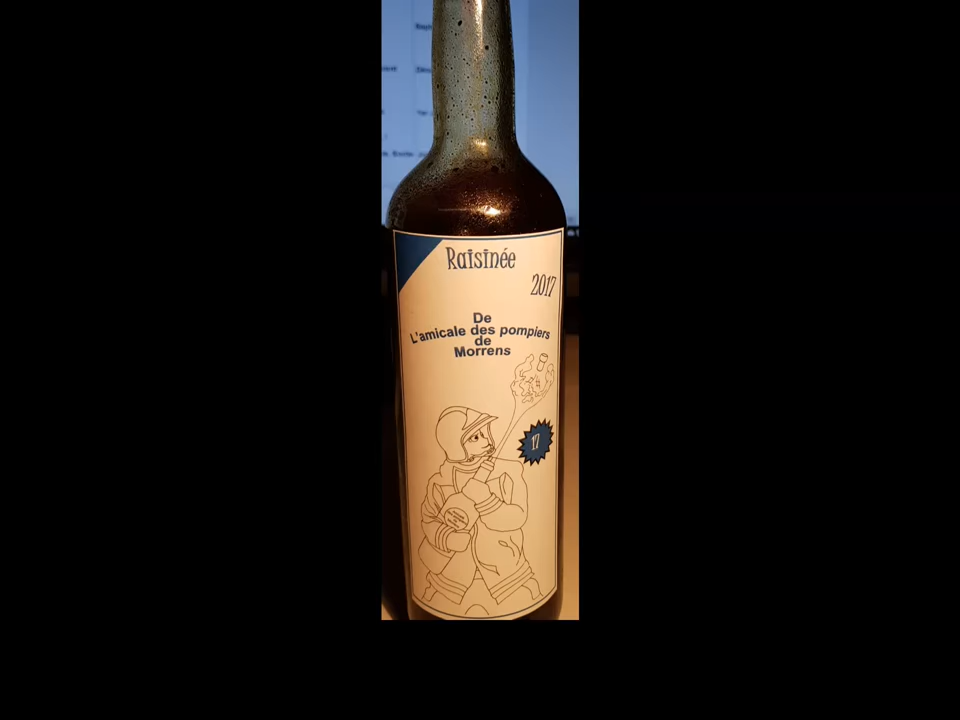 Raisinée
2017
De
L'amicale des pompiers
de
Morrens
17